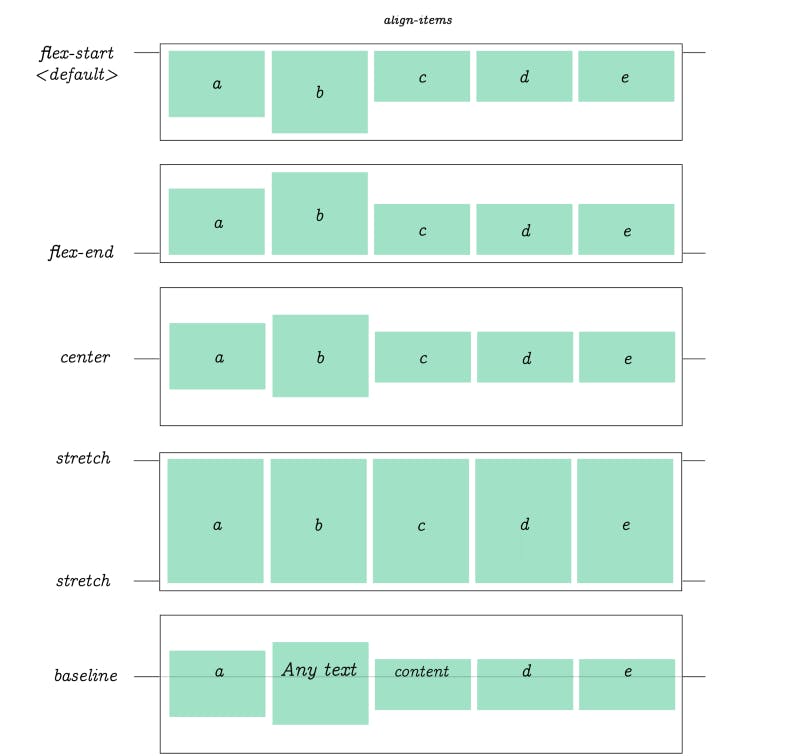 align-items
flex-start
<default>
a b c d e
a b c d e
flex-end
center a b c d e
stretch
a b c d e
stretch
baseline a Any text content d e